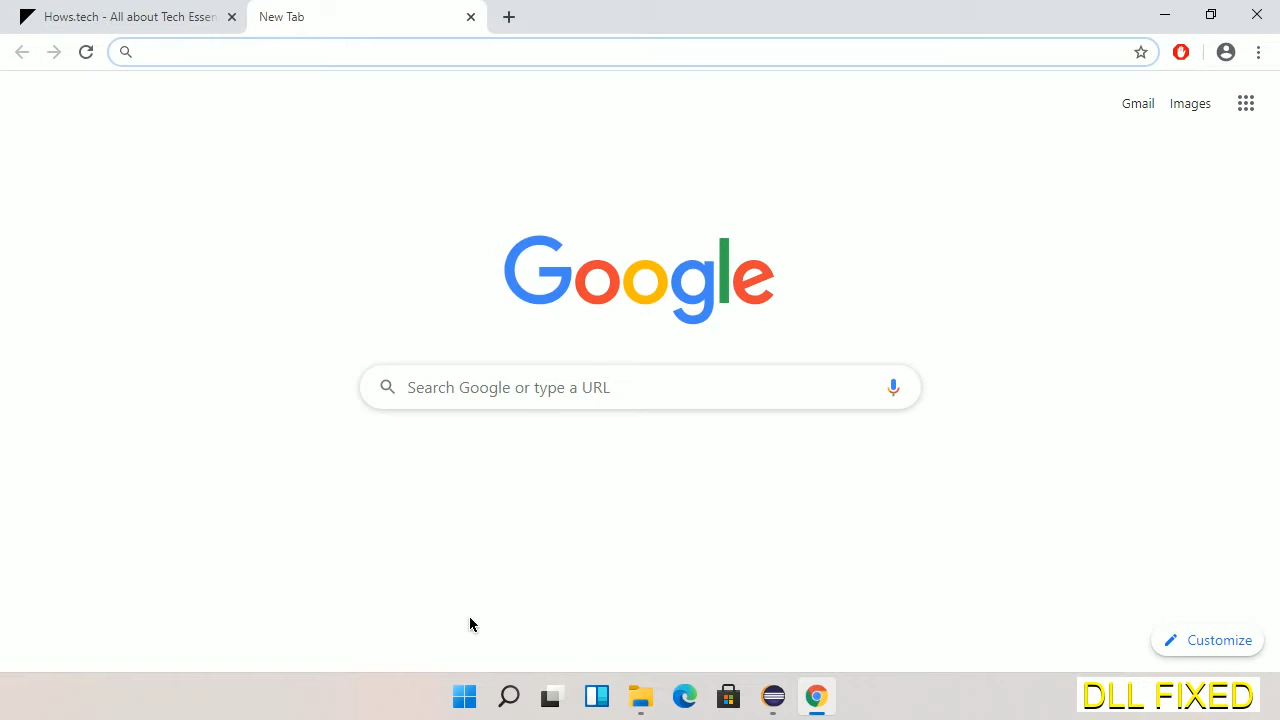 Hows.tech - All about Tech Essen
New Tab
Gmail Images
Google
Search Google or type a URL
Customize
DLL FIXED